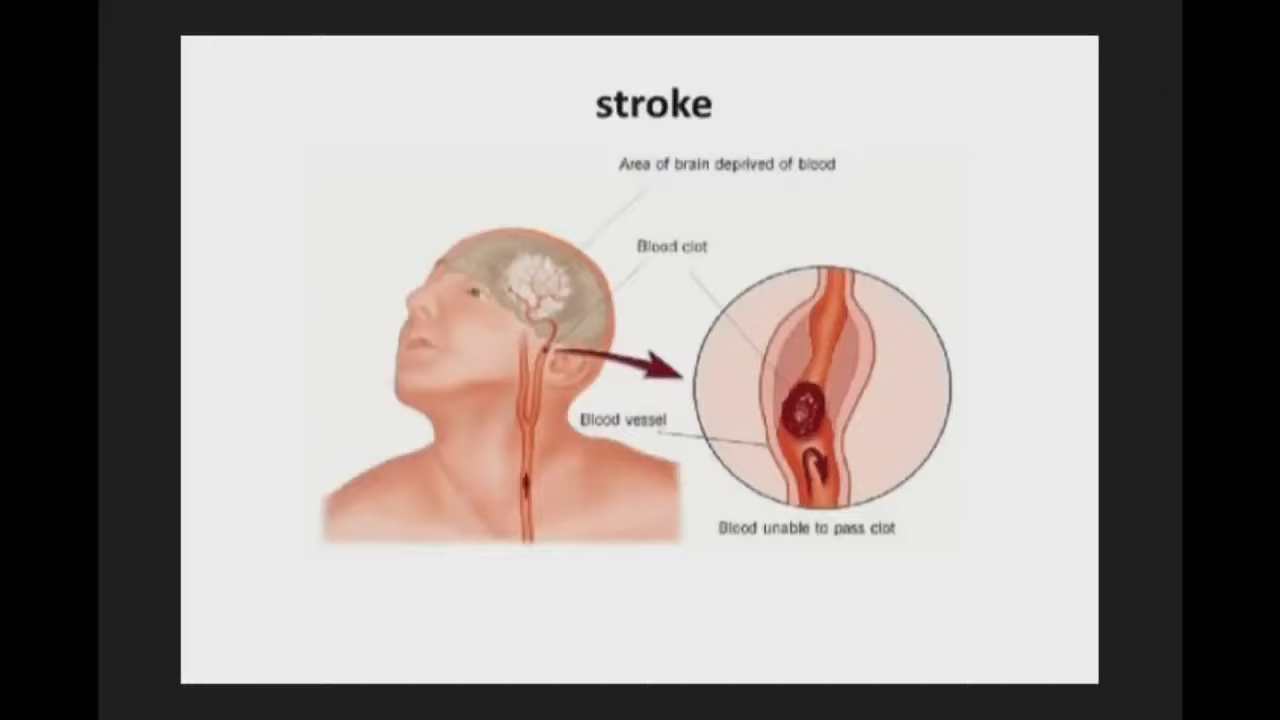 stroke
Area of brain deprived of blood
Blood clot
Blood vessel
Blood unable to pass clot